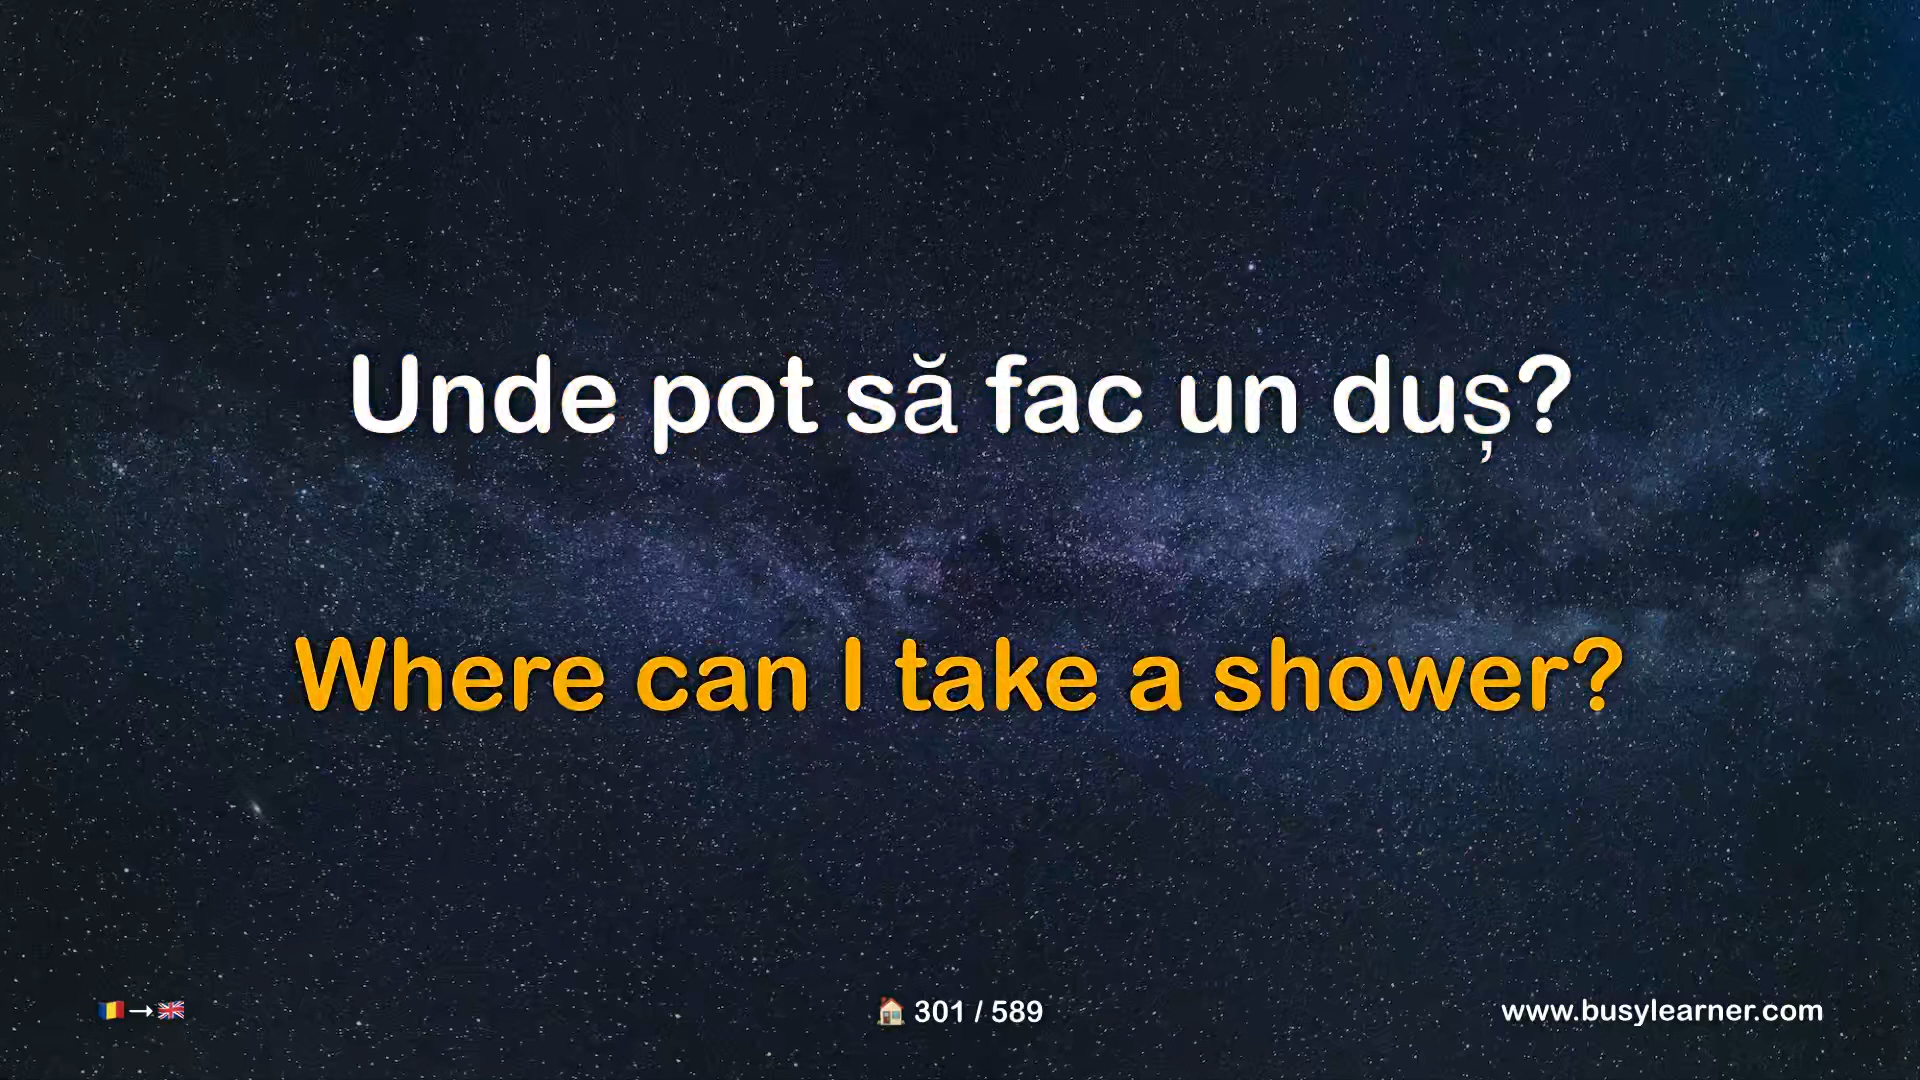 Unde pot să fac un duș?
Where can I take a shower?
🇷🇴→🇬🇧
🏠 301 / 589
www.busylearner.com